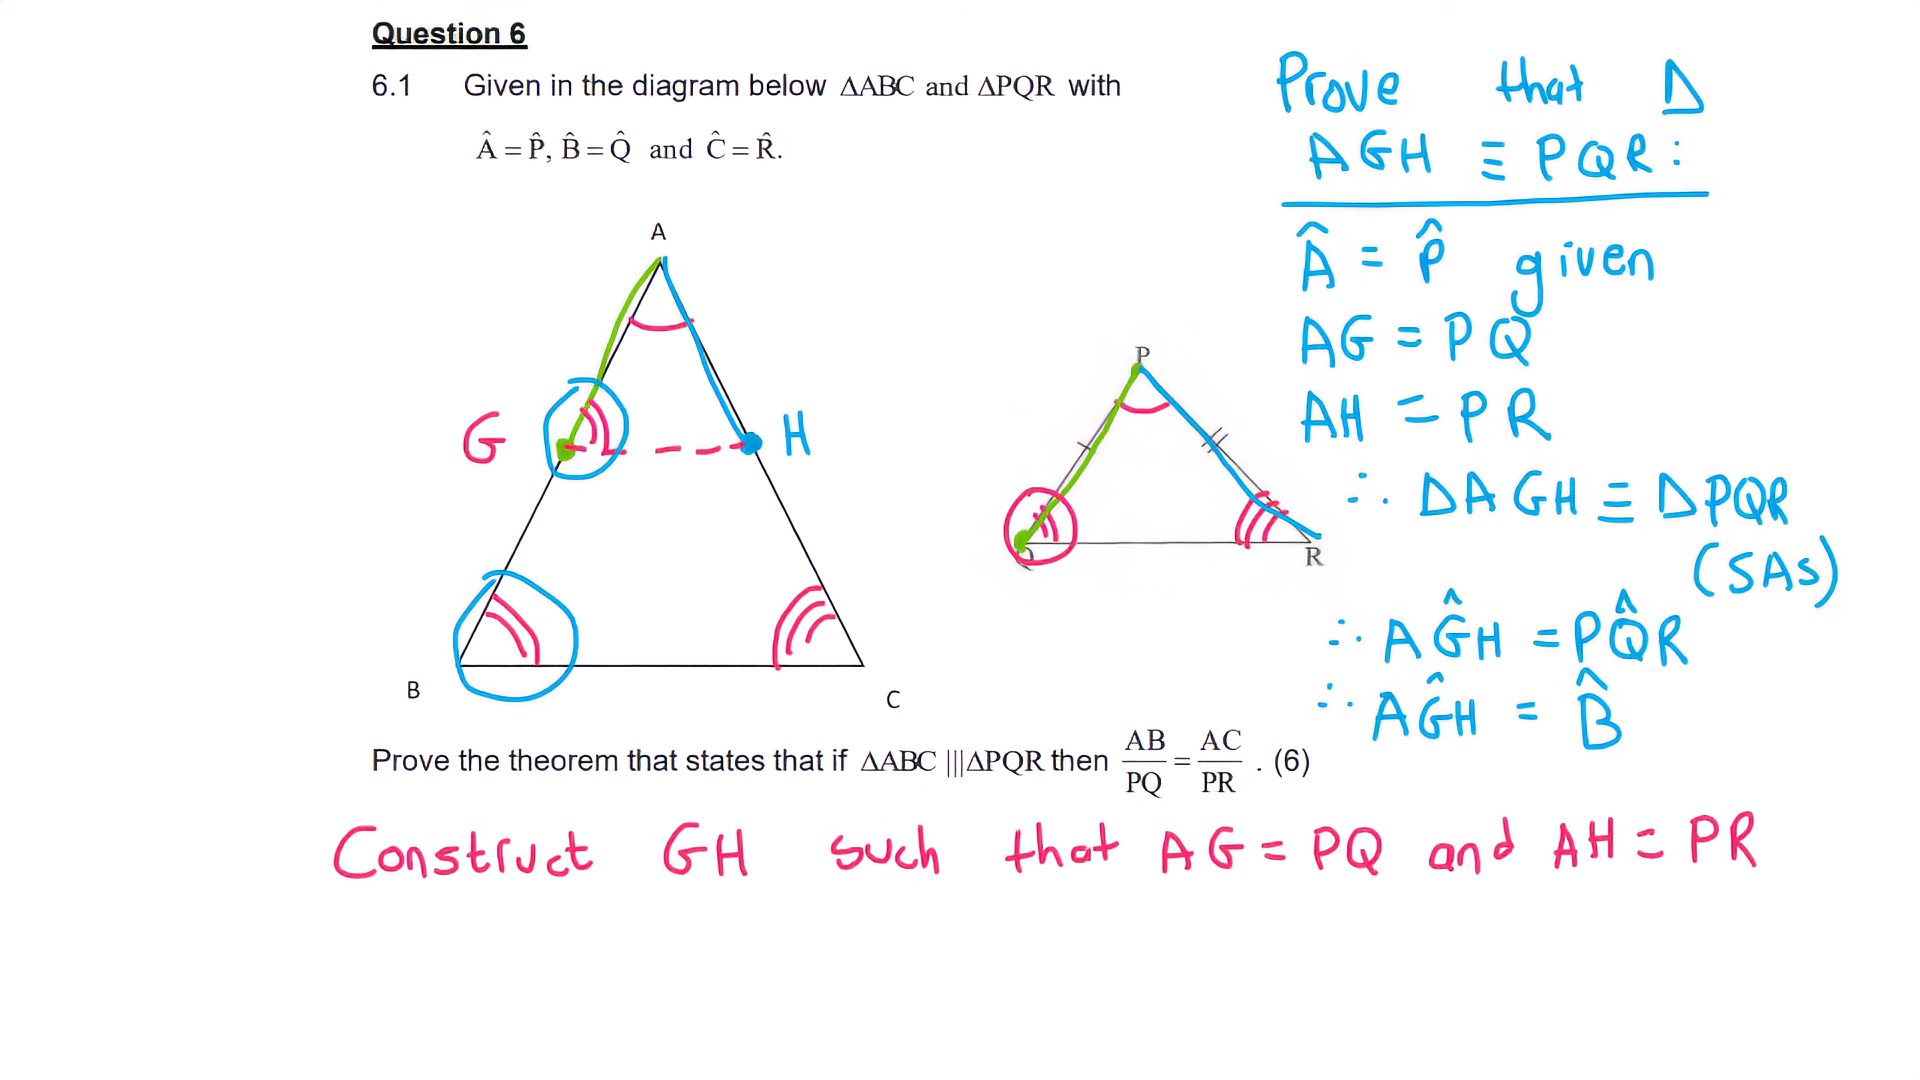 Question 6
6.1 Given in the diagram below ΔABC and ΔPQR with
Â = P̂, B̂ = Q̂ and Ĉ = R̂.
A
G
H
B
C
P
R
Prove the theorem that states that if ΔABC ||| ΔPQR then AB/PQ = AC/PR . (6)
Construct GH such that AG = PQ and AH = PR
Prove that Δ
AGH ≡ PQR :
Â = P̂ given
AG = PQ
AH = PR
∴ ΔAGH ≡ ΔPQR
(SAS)
∴ AĜH = PQ̂R
∴ AĜH = B̂